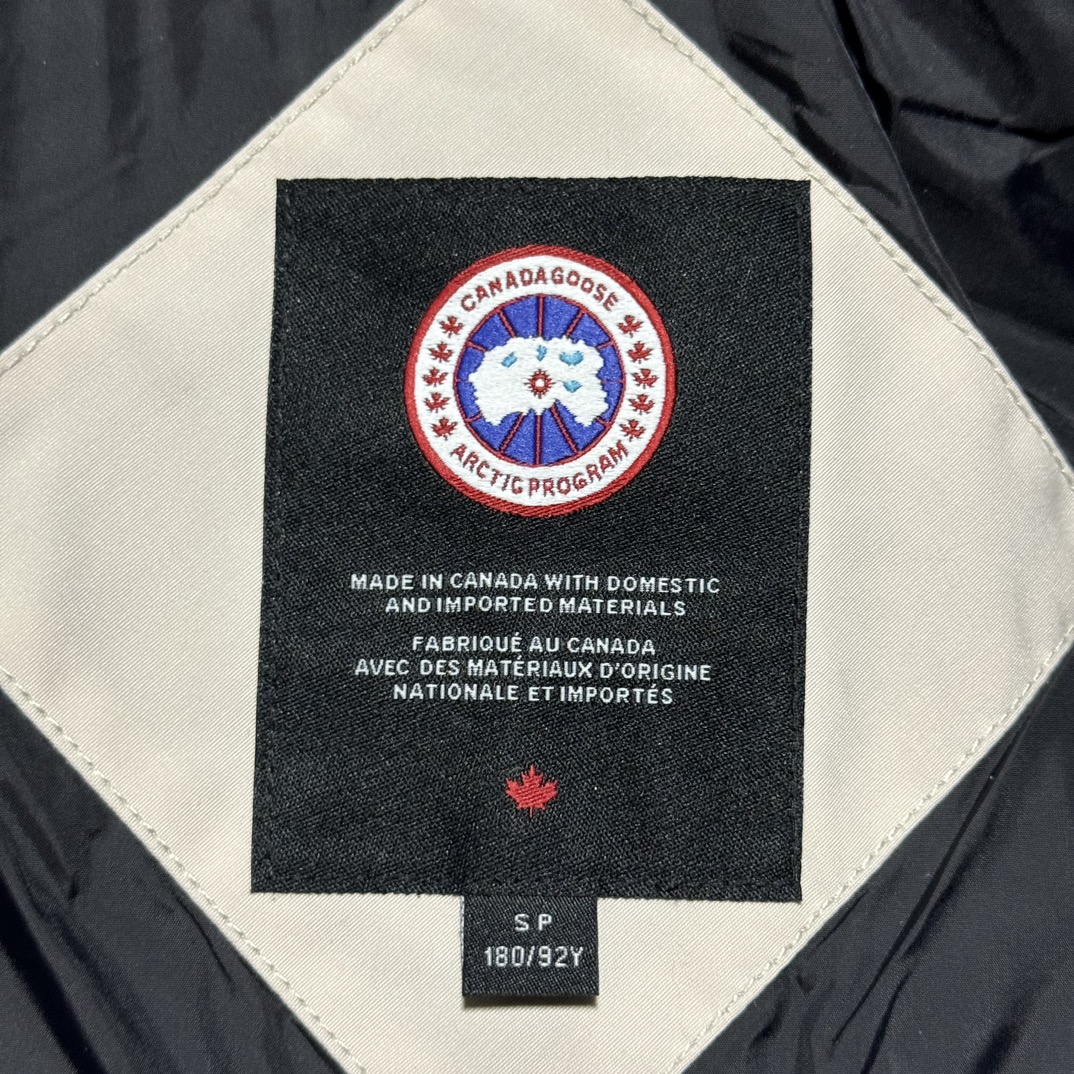 CANADA GOOSE
ARCTIC PROGRAM
MADE IN CANADA WITH DOMESTIC
AND IMPORTED MATERIALS
FABRIQUÉ AU CANADA
AVEC DES MATÉRIAUX D'ORIGINE
NATIONALE ET IMPORTÉS
SP
180/92Y